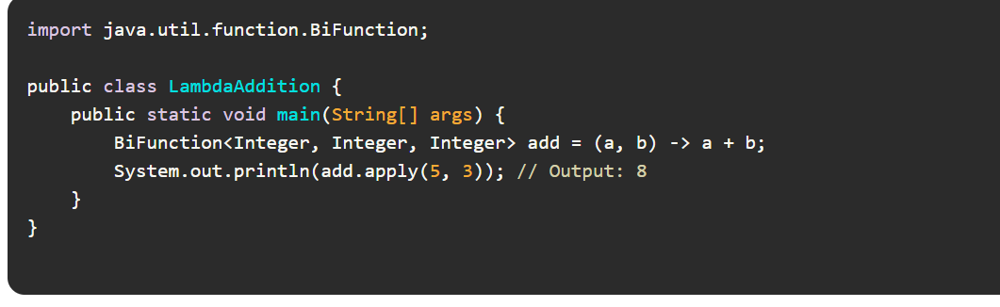 import java.util.function.BiFunction;
public class LambdaAddition {
    public static void main(String[] args) {
        BiFunction<Integer, Integer, Integer> add = (a, b) -> a + b;
        System.out.println(add.apply(5, 3)); // Output: 8
    }
}